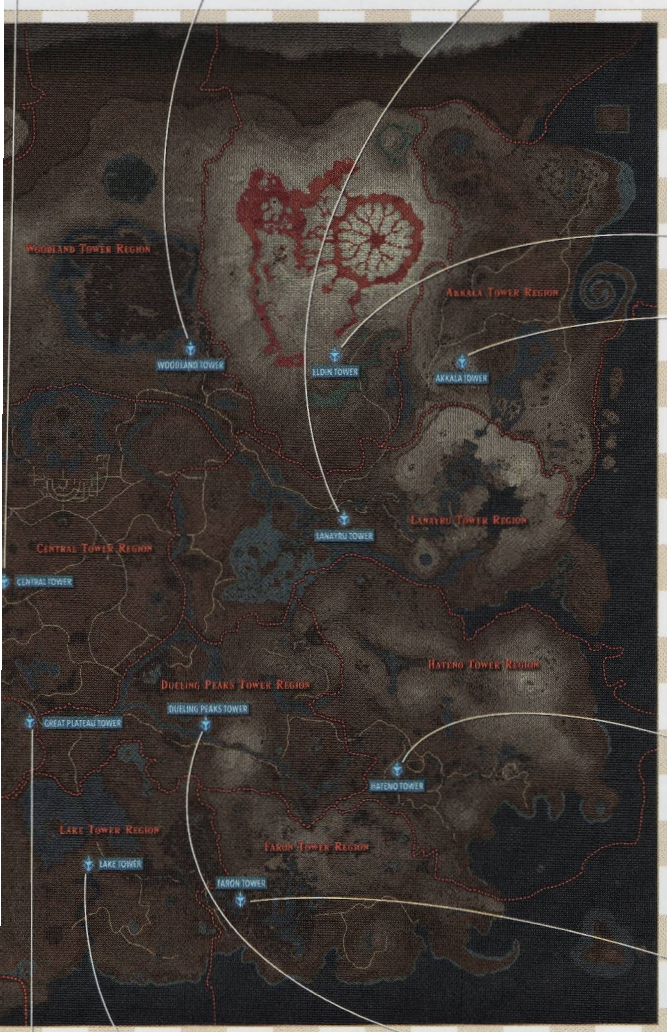 WOODLAND TOWER REGION
AKKALA TOWER REGION
WOODLAND TOWER
ELDIN TOWER
AKKALA TOWER
LANAYRU TOWER REGION
LANAYRU TOWER
CENTRAL TOWER REGION
CENTRAL TOWER
HATENO TOWER REGION
DUELING PEAKS TOWER REGION
DUELING PEAKS TOWER
GREAT PLATEAU TOWER
HATENO TOWER
LAKE TOWER REGION
FARON TOWER REGION
LAKE TOWER
FARON TOWER